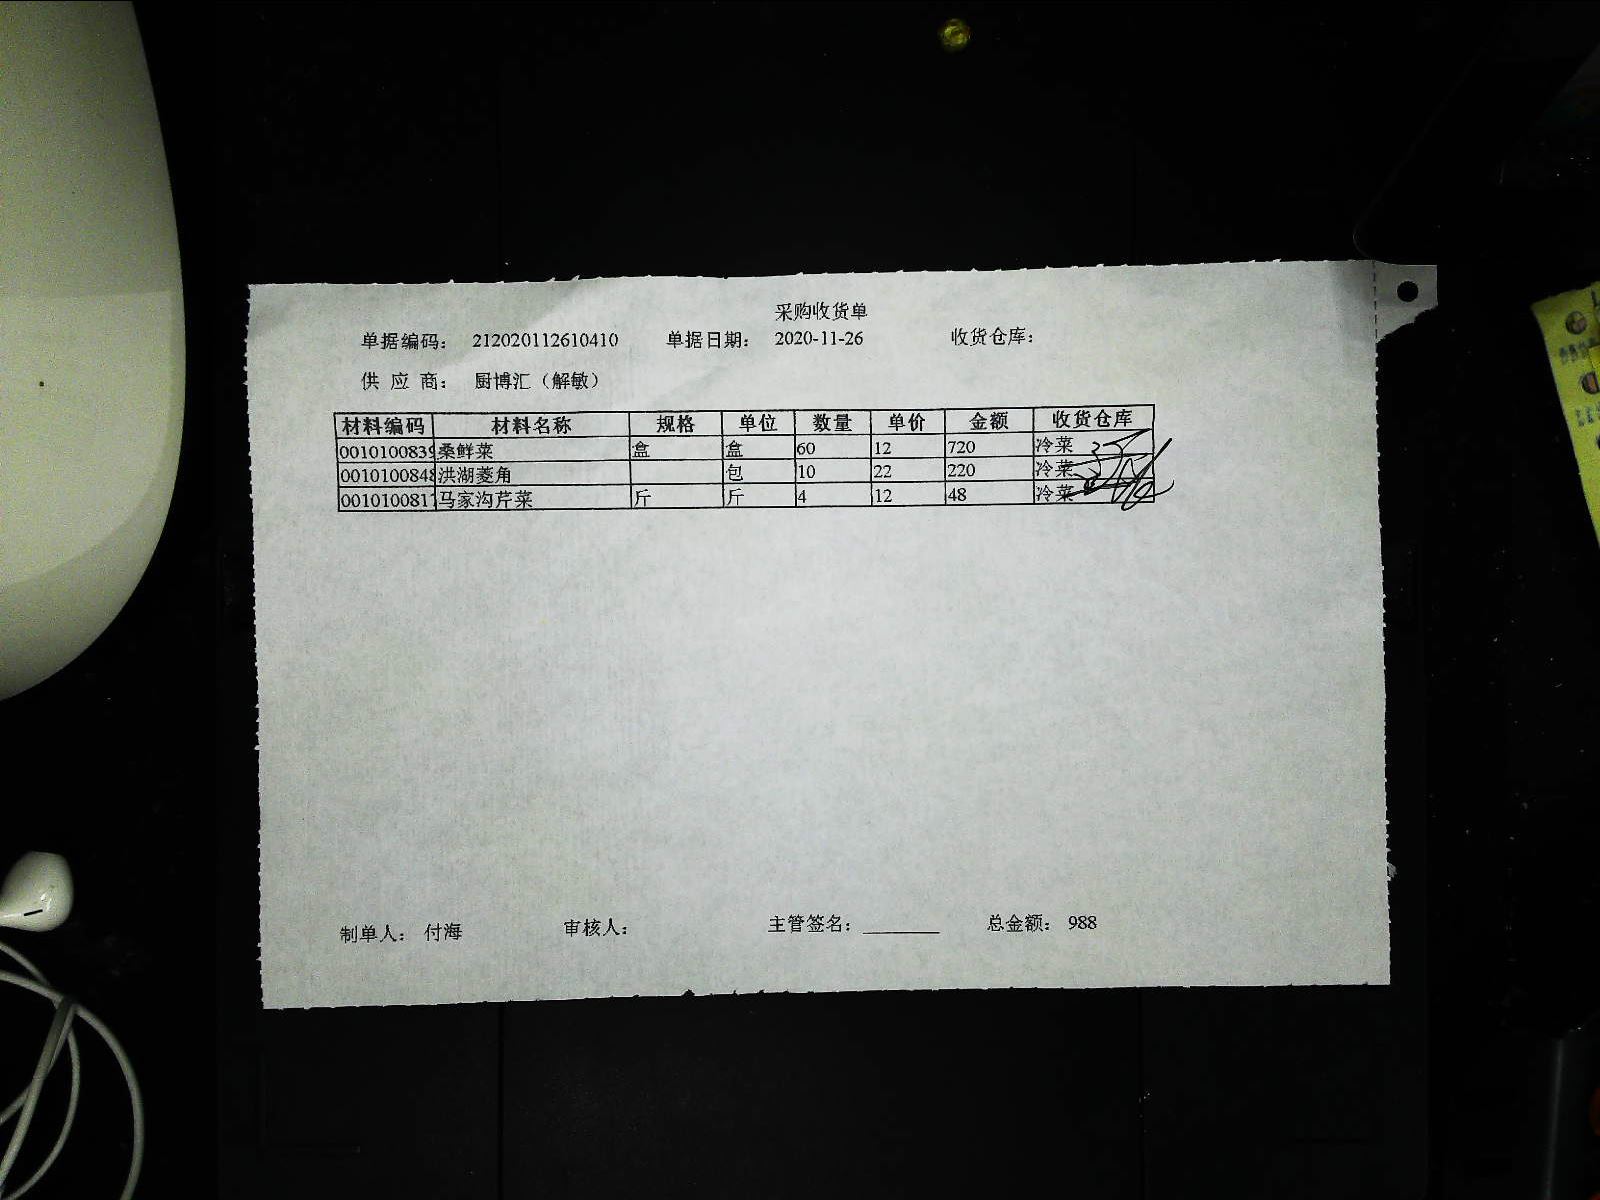 采购收货单
单据编码： 212020112610410 单据日期： 2020-11-26 收货仓库：
供 应 商： 厨博汇（解敏）
材料编码 材料名称 规格 单位 数量 单价 金额 收货仓库
0010100839 桑鲜菜 盒 盒 60 12 720 冷菜
0010100848 洪湖菱角 包 10 22 220 冷菜
0010100817 马家沟芹菜 斤 斤 4 12 48 冷菜
制单人： 付海 审核人： 主管签名： 总金额： 988